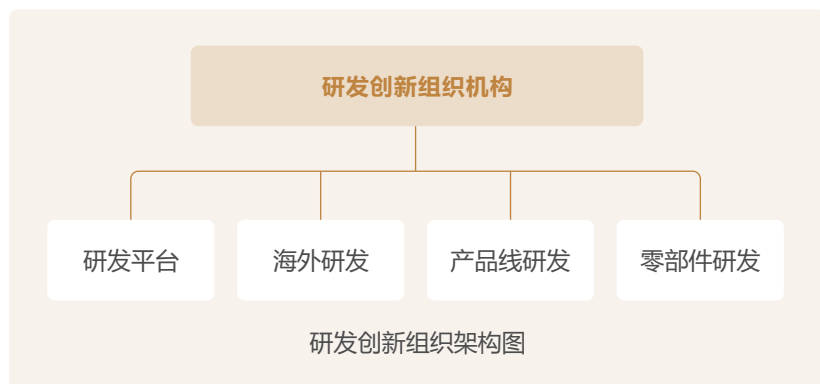 研发创新组织机构
研发平台
海外研发
产品线研发
零部件研发
研发创新组织架构图